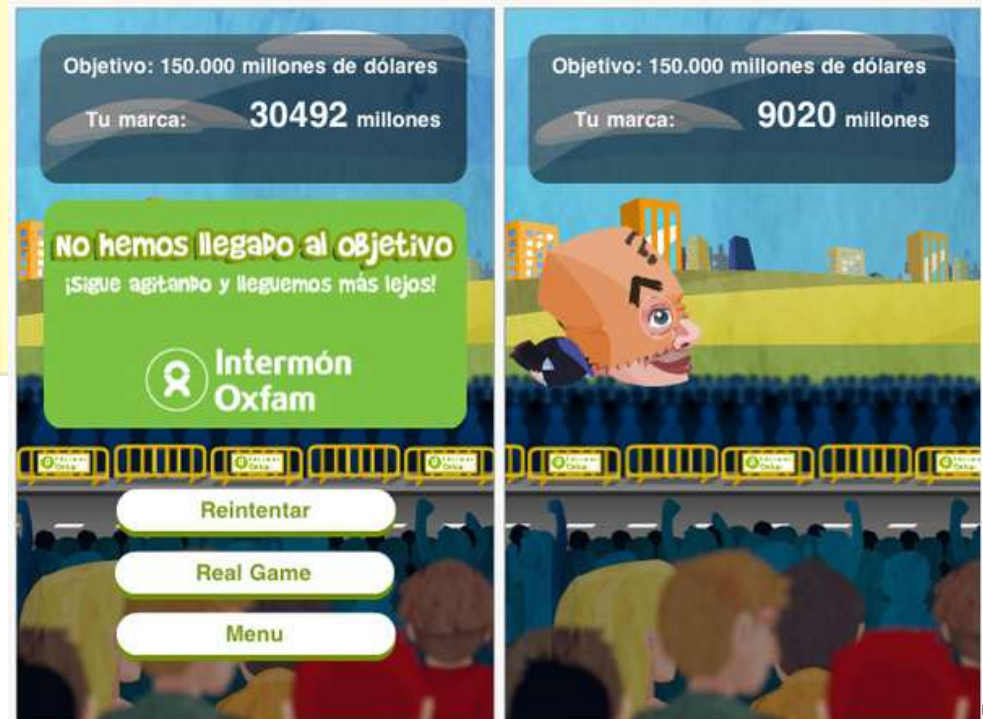 Objetivo: 150.000 millones de dólares
Tu marca: 30492 millones
No hemos llegado al objetivo
¡Sigue agitando y lleguemos más lejos!
Intermón
Oxfam
Reintentar
Real Game
Menu
Objetivo: 150.000 millones de dólares
Tu marca: 9020 millones